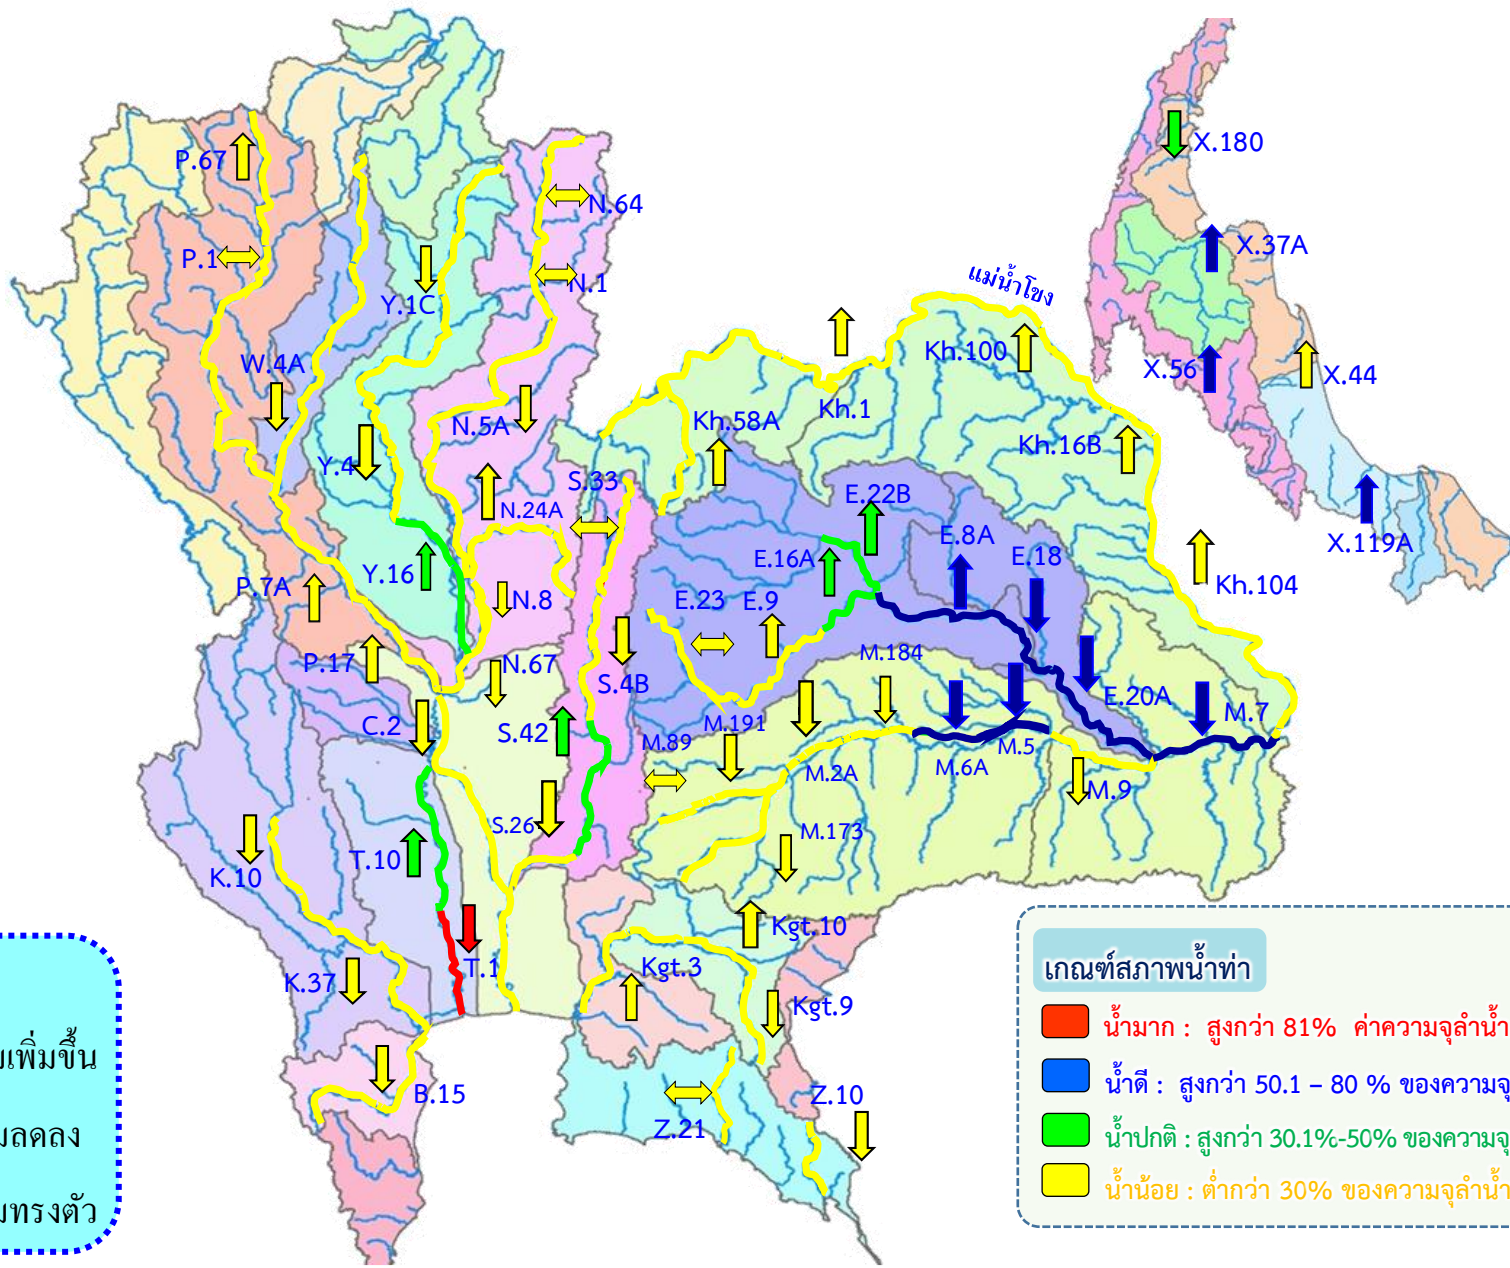 P.67
X.180
N.64
X.37A
P.1
N.1
แม่น้ำโขง
Y.1C
Kh.100
W.4A
X.56
X.44
Kh.1
Kh.58A
N.5A
Kh.16B
Y.4
S.33
E.22B
N.24A
E.8A
X.119A
E.18
E.16A
Y.16
P.7A
Kh.104
N.8
E.23
E.9
M.184
P.17
N.67
S.4B
E.20A
M.7
C.2
M.191
S.42
M.89
M.5
M.2A
M.6A
M.9
S.26
M.173
T.10
K.10
Kgt.10
T.1
Kgt.3
K.37
Kgt.9
B.15
Z.10
Z.21
เพิ่มขึ้น
ลดลง
ทรงตัว
เกณฑ์สภาพน้ำท่า
น้ำมาก : สูงกว่า 81% ค่าความจุลำน้ำ
น้ำดี : สูงกว่า 50.1 – 80 % ของความจุ
น้ำปกติ : สูงกว่า 30.1%-50% ของความจุ
น้ำน้อย : ต่ำกว่า 30% ของความจุลำน้ำ